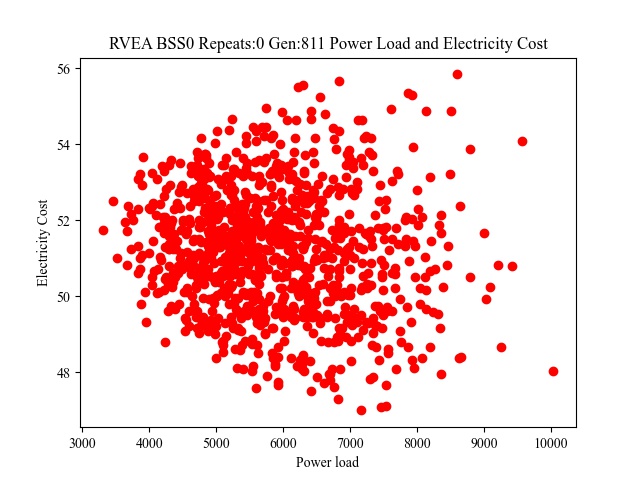 RVEA BSS0 Repeats:0 Gen:811 Power Load and Electricity Cost
56
54
52
50
48
Electricity Cost
3000 4000 5000 6000 7000 8000 9000 10000
Power load